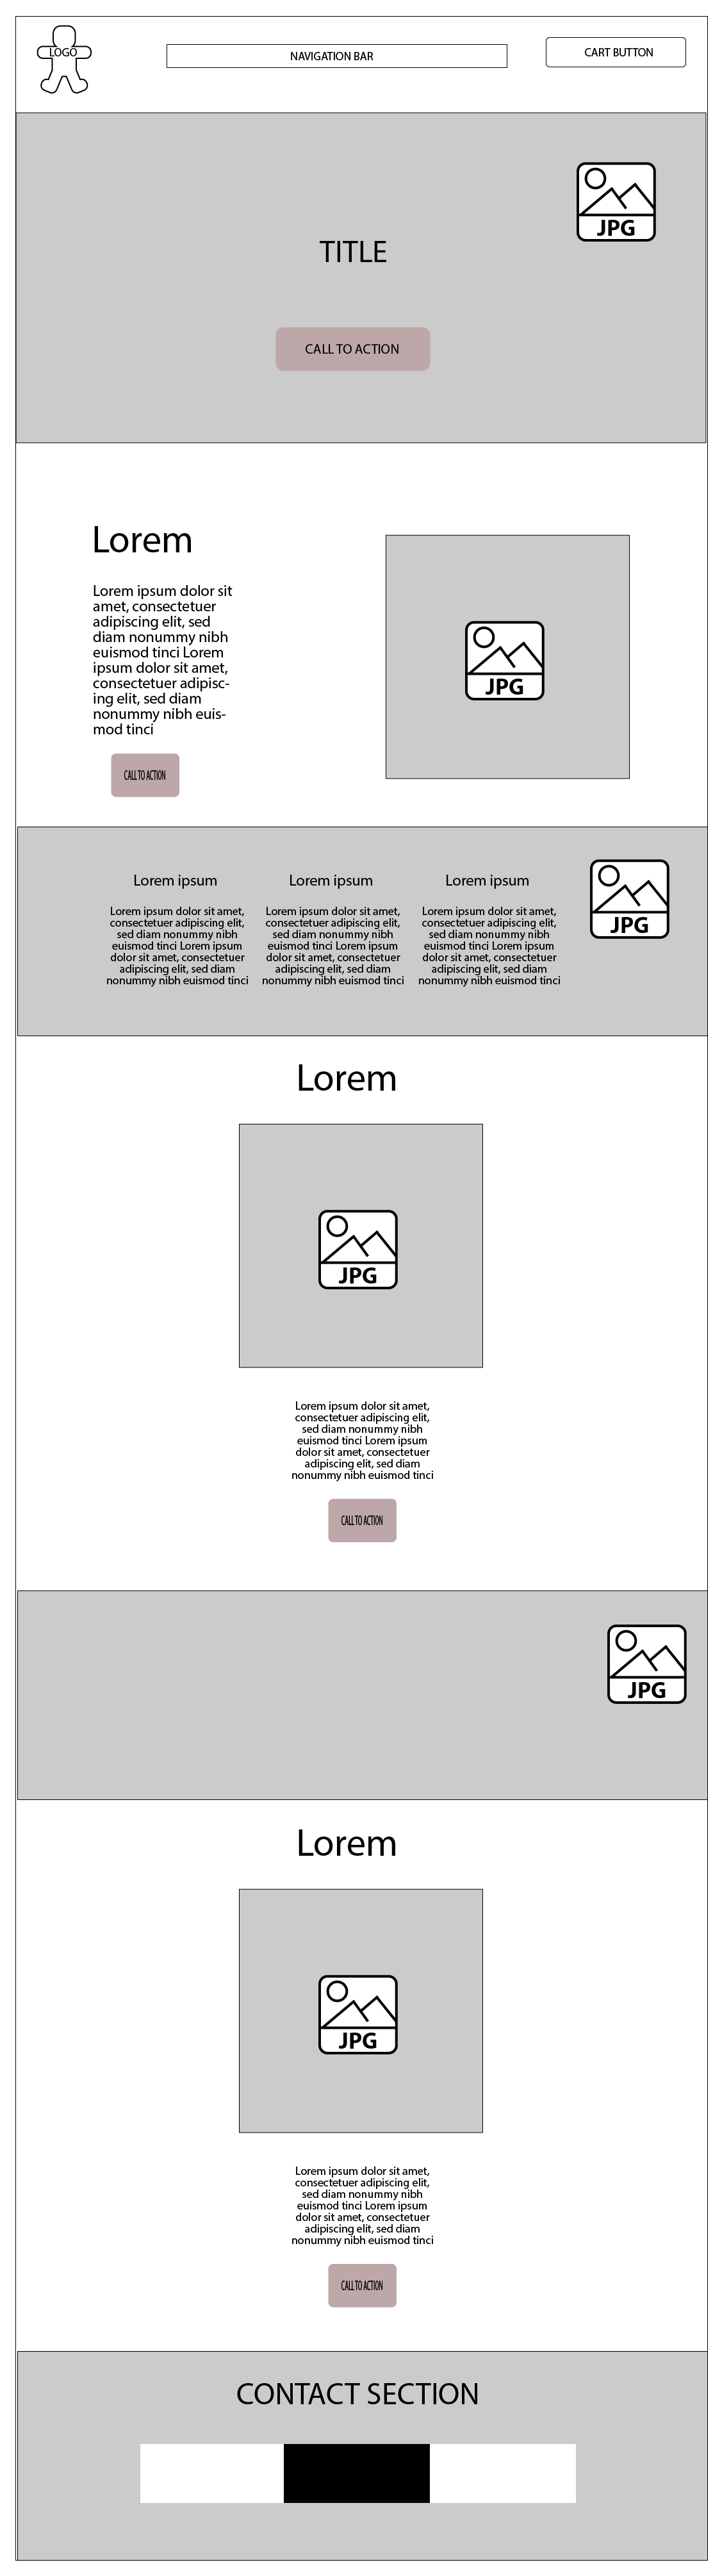 LOGO
NAVIGATION BAR
CART BUTTON
JPG
TITLE
CALL TO ACTION
Lorem
Lorem ipsum dolor sit
amet, consectetuer
adipiscing elit, sed
diam nonummy nibh
euismod tinci Lorem
ipsum dolor sit amet,
consectetuer adipisc-
ing elit, sed diam
nonummy nibh euis-
mod tinci
CALL TO ACTION
JPG
Lorem ipsum
Lorem ipsum dolor sit amet,
consectetuer adipiscing elit,
sed diam nonummy nibh
euismod tinci Lorem ipsum
dolor sit amet, consectetuer
adipiscing elit, sed diam
nonummy nibh euismod tinci
Lorem ipsum
Lorem ipsum dolor sit amet,
consectetuer adipiscing elit,
sed diam nonummy nibh
euismod tinci Lorem ipsum
dolor sit amet, consectetuer
adipiscing elit, sed diam
nonummy nibh euismod tinci
Lorem ipsum
Lorem ipsum dolor sit amet,
consectetuer adipiscing elit,
sed diam nonummy nibh
euismod tinci Lorem ipsum
dolor sit amet, consectetuer
adipiscing elit, sed diam
nonummy nibh euismod tinci
JPG
Lorem
JPG
Lorem ipsum dolor sit amet,
consectetuer adipiscing elit,
sed diam nonummy nibh
euismod tinci Lorem ipsum
dolor sit amet, consectetuer
adipiscing elit, sed diam
nonummy nibh euismod tinci
CALL TO ACTION
JPG
Lorem
JPG
Lorem ipsum dolor sit amet,
consectetuer adipiscing elit,
sed diam nonummy nibh
euismod tinci Lorem ipsum
dolor sit amet, consectetuer
adipiscing elit, sed diam
nonummy nibh euismod tinci
CALL TO ACTION
CONTACT SECTION